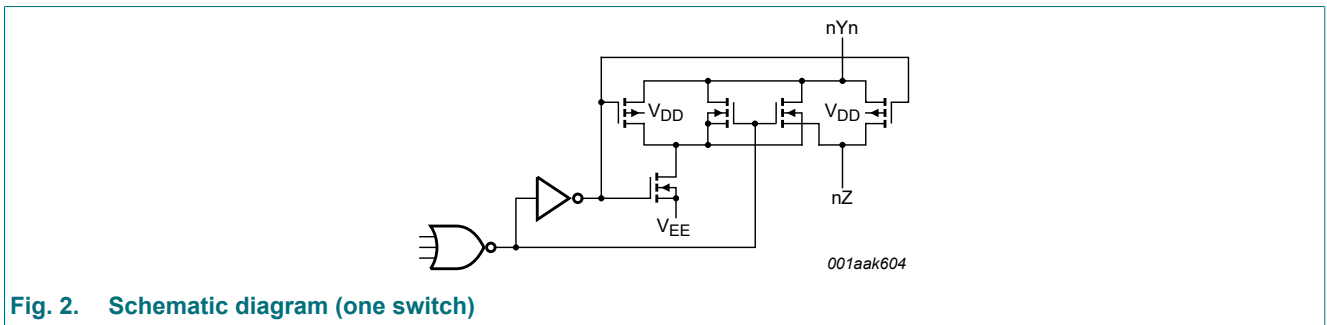 nYn
VDD
VDD
nZ
VEE
001aak604
Fig. 2. Schematic diagram (one switch)